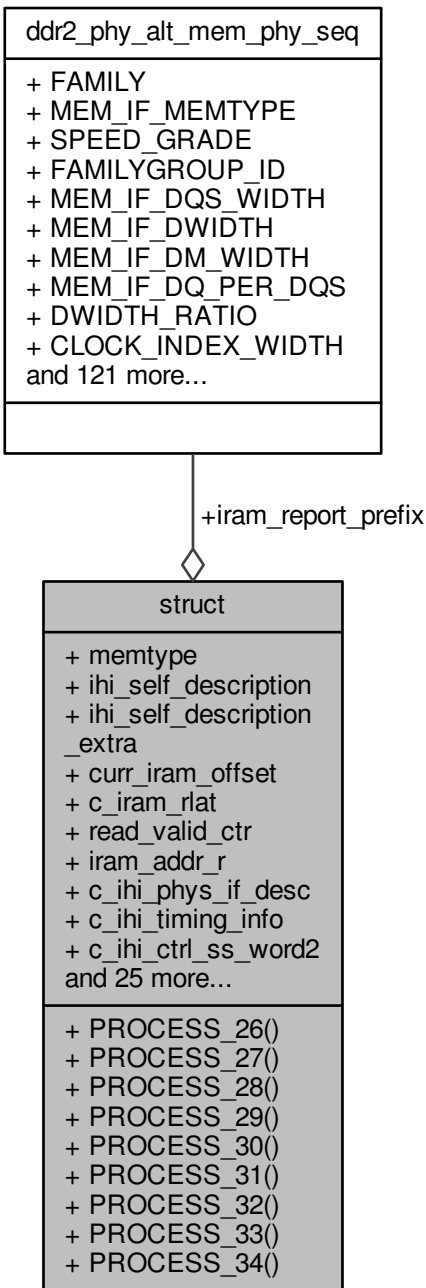 ddr2_phy_alt_mem_phy_seq
+ FAMILY
+ MEM_IF_MEMTYPE
+ SPEED_GRADE
+ FAMILYGROUP_ID
+ MEM_IF_DQS_WIDTH
+ MEM_IF_DWIDTH
+ MEM_IF_DM_WIDTH
+ MEM_IF_DQ_PER_DQS
+ DWIDTH_RATIO
+ CLOCK_INDEX_WIDTH
and 121 more...
+iram_report_prefix
struct
+ memtype
+ ihi_self_description
+ ihi_self_description
_extra
+ curr_iram_offset
+ c_iram_rlat
+ read_valid_ctr
+ iram_addr_r
+ c_ihi_phys_if_desc
+ c_ihi_timing_info
+ c_ihi_ctrl_ss_word2
and 25 more...
+ PROCESS_26()
+ PROCESS_27()
+ PROCESS_28()
+ PROCESS_29()
+ PROCESS_30()
+ PROCESS_31()
+ PROCESS_32()
+ PROCESS_33()
+ PROCESS_34()